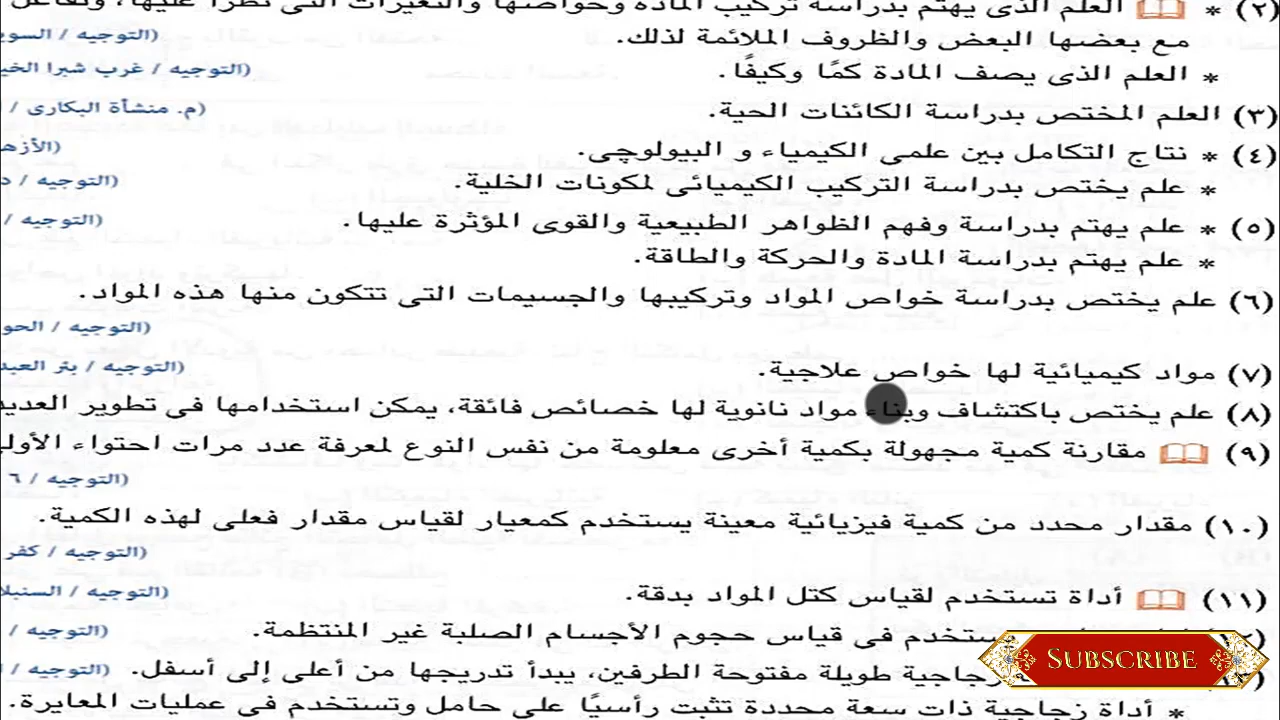 (٢) * العلم الذى يهتم بدراسة تركيب المادة وخواصها والتغيرات التى تطرأ عليها، وتفاعل
مع بعضها البعض والظروف الملائمة لذلك. (التوجيه /
* العلم الذى يصف المادة كمًا وكيفًا. (التوجيه / غرب شبرا
(٣) العلم المختص بدراسة الكائنات الحية. (م. منشأة البكارى /
(٤) * نتاج التكامل بين علمى الكيمياء و البيولوچى.
* علم يختص بدراسة التركيب الكيميائى لمكونات الخلية. (التوجيه /
(٥) * علم يهتم بدراسة وفهم الظواهر الطبيعية والقوى المؤثرة عليها. (التوجيه /
* علم يهتم بدراسة المادة والحركة والطاقة.
(٦) علم يختص بدراسة خواص المواد وتركيبها والجسيمات التى تتكون منها هذه المواد.
(التوجيه /
(٧) مواد كيميائية لها خواص علاجية. (التوجيه / بئر
(٨) علم يختص باكتشاف وبناء مواد نانوية لها خصائص فائقة، يمكن استخدامها فى تطوير
(٩) مقارنة كمية مجهولة بكمية أخرى معلومة من نفس النوع لمعرفة عدد مرات احتواء
(التوجيه / ٦
(١٠) مقدار محدد من كمية فيزيائية معينة يستخدم كمعيار لقياس مقدار فعلى لهذه الكمية.
(التوجيه / كفر
(١١) أداة تستخدم لقياس كتل المواد بدقة. (التوجيه /
تستخدم فى قياس حجوم الأجسام الصلبة غير المنتظمة. (التوجيه /
زجاجية طويلة مفتوحة الطرفين، يبدأ تدريجها من أعلى إلى أسفل. (التوجيه /
* أداة زجاجية ذات سعة محددة تثبت رأسيًا على حامل وتستخدم فى عمليات المعايرة.
SUBSCRIBE